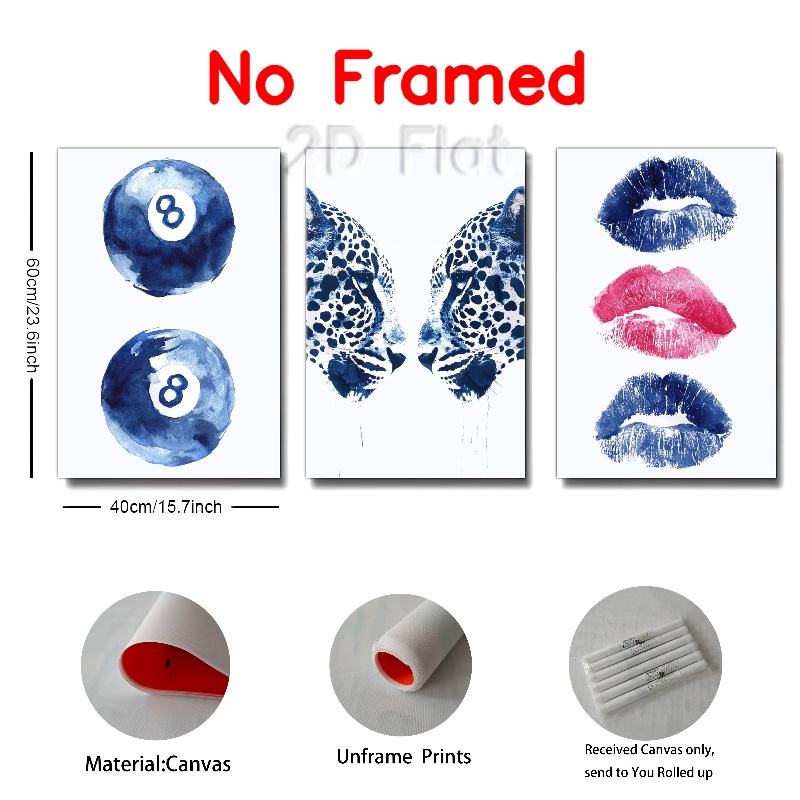 No Framed
2D Flat
8
8
60cm/23.6inch
40cm/15.7inch
Material:Canvas
Unframe Prints
Received Canvas only,
send to You Rolled up